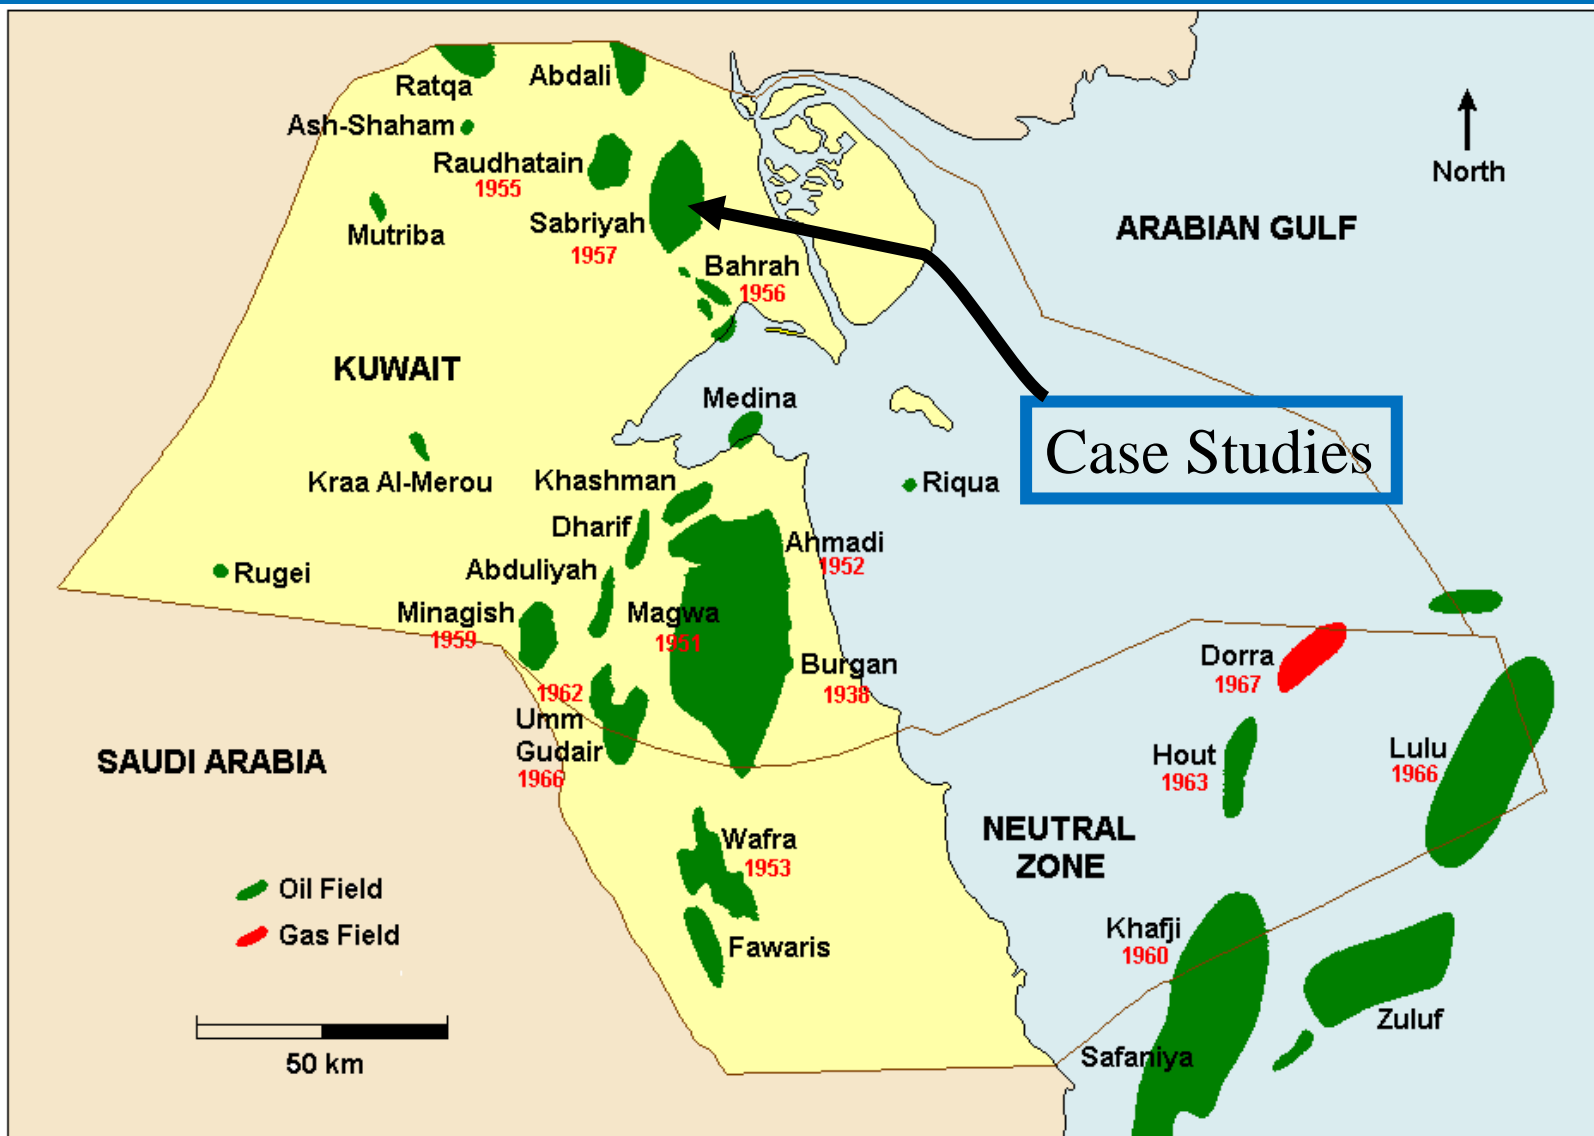 Ratqa
Abdali
Ash-Shaham
Raudhatain
1955
North
Mutriba
Sabriyah
1957
ARABIAN GULF
Bahrah
1956
KUWAIT
Medina
Case Studies
Kraa Al-Merou
Khashman
Riqua
Dharif
Ahmadi
1952
Rugei
Abduliyah
Minagish
1959
Magwa
1951
Burgan
1938
Dorra
1967
1962
Umm
Gudair
1966
SAUDI ARABIA
Hout
1963
Lulu
1966
NEUTRAL
ZONE
Wafra
1953
Oil Field
Gas Field
Fawaris
Khafji
1960
Zuluf
Safaniya
50 km